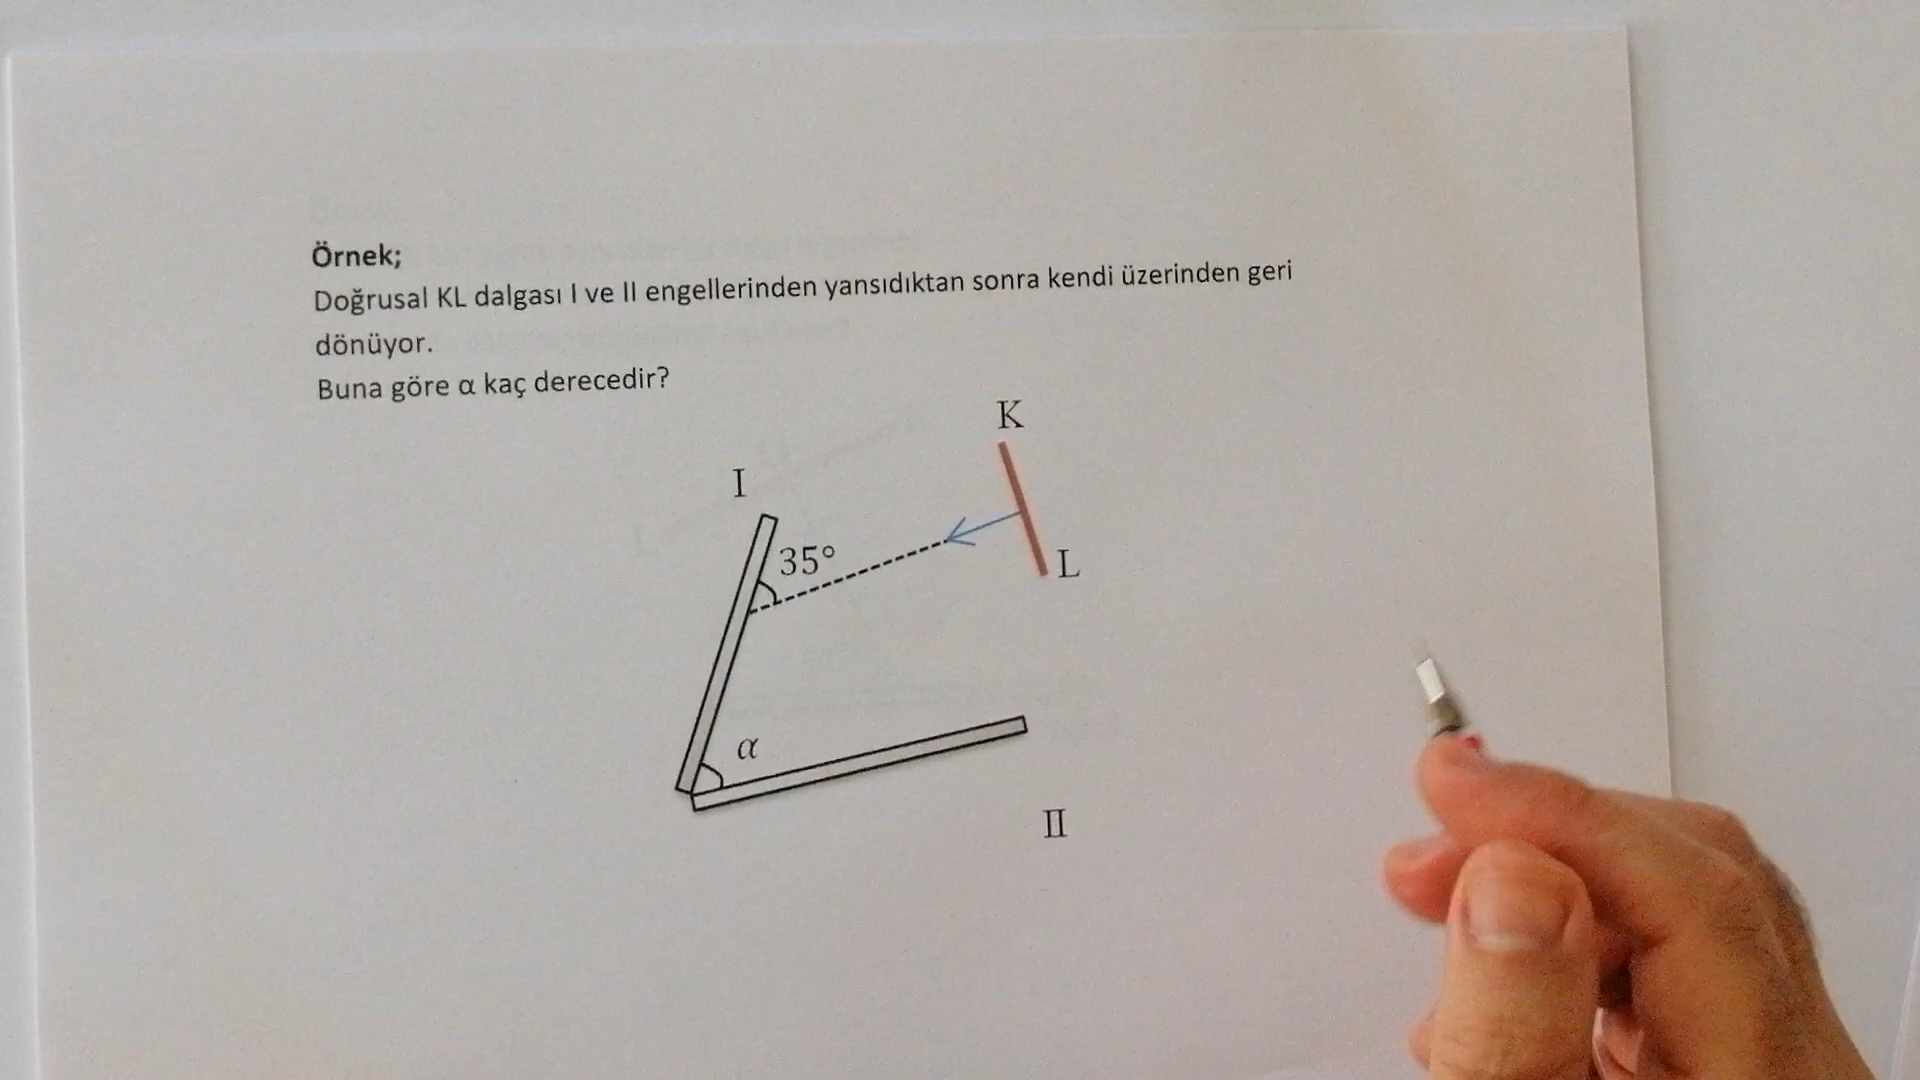 Örnek;
Doğrusal KL dalgası I ve II engellerinden yansıdıktan sonra kendi üzerinden geri
dönüyor.
Buna göre α kaç derecedir?
K
I
35°
L
α
II